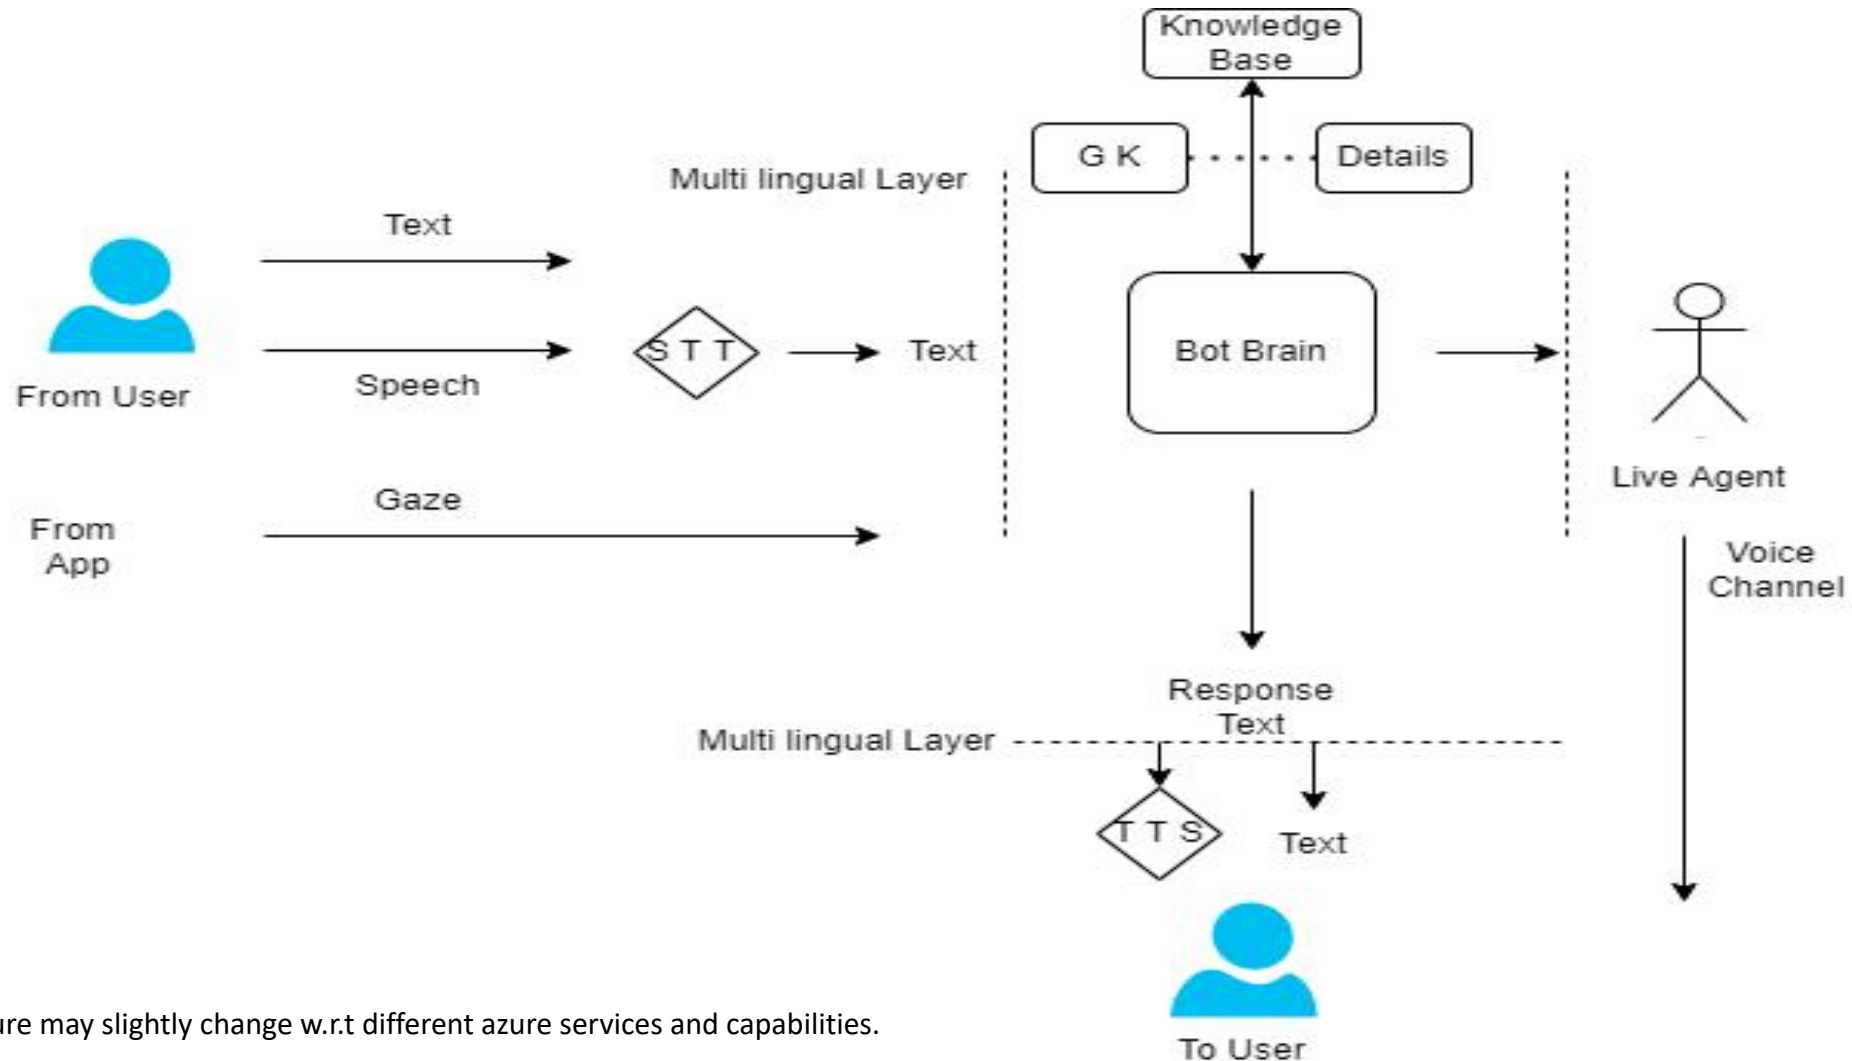 Knowledge
Base
G K
Details
Multi lingual Layer
Text
S T T
Text
Bot Brain
From User
Speech
Live Agent
Gaze
From
App
Voice
Channel
Response
Text
Multi lingual Layer
T T S
Text
ure may slightly change w.r.t different azure services and capabilities.
To User